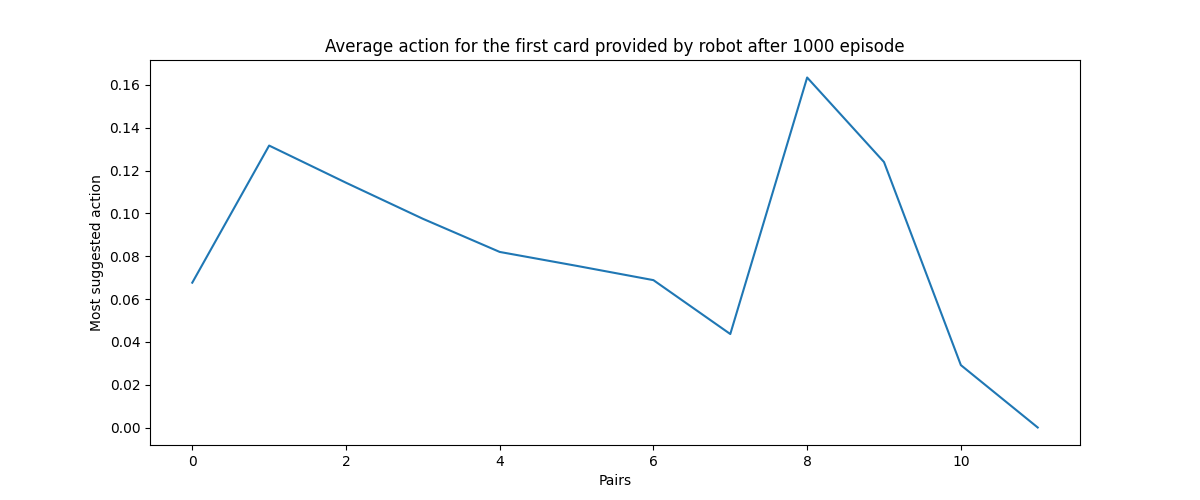 Average action for the first card provided by robot after 1000 episode
0.16
0.14
0.12
0.10
0.08
0.06
0.04
0.02
0.00
Most suggested action
0 2 4 6 8 10
Pairs